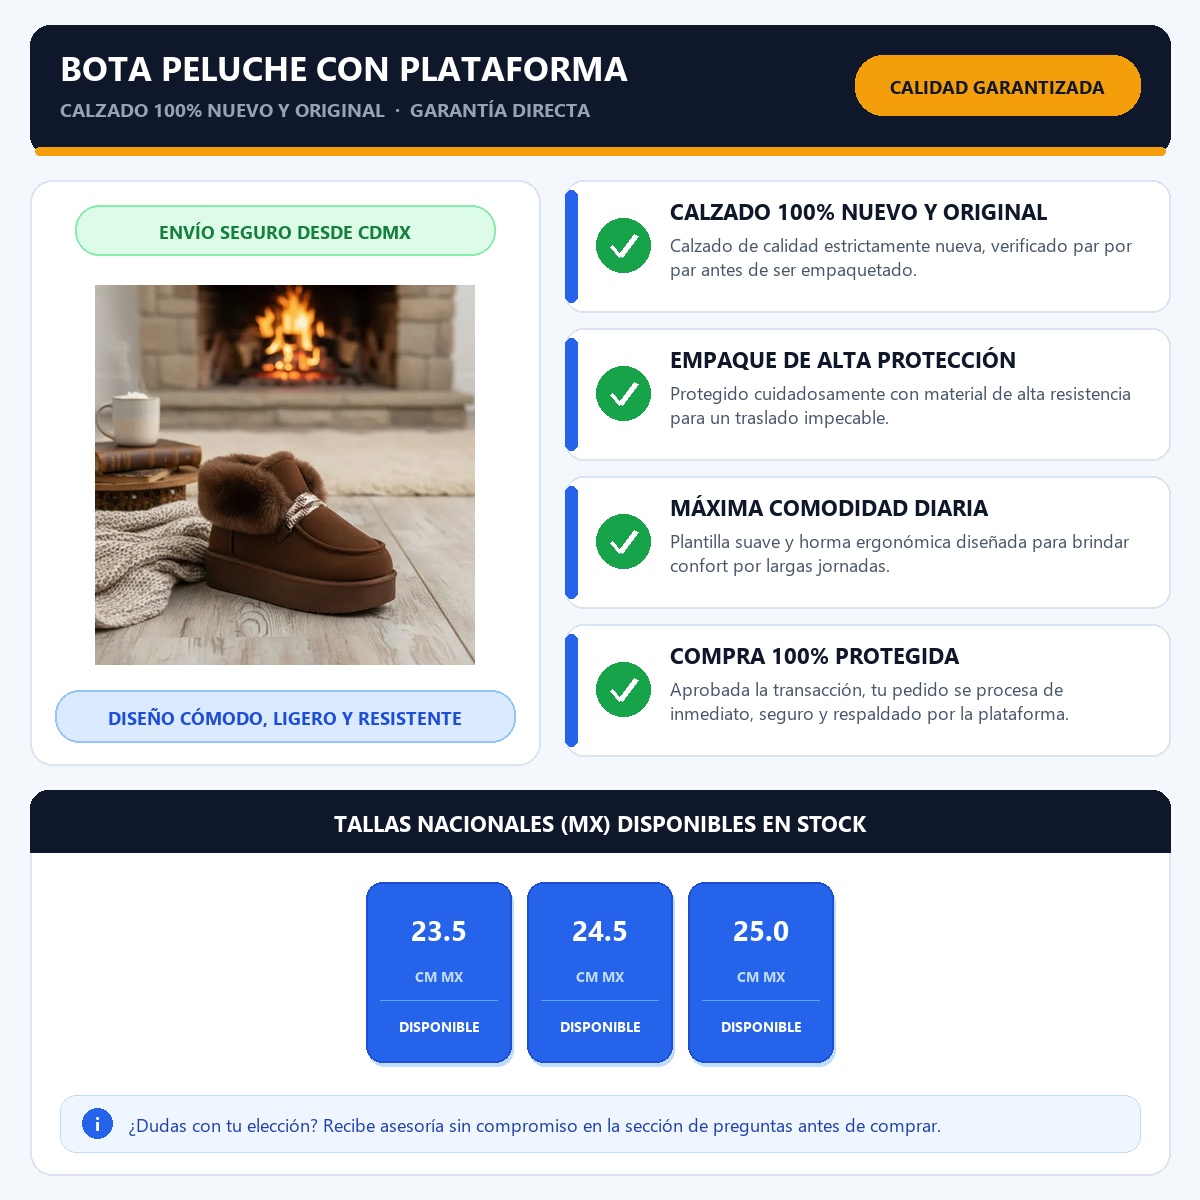 BOTA PELUCHE CON PLATAFORMA
CALZADO 100% NUEVO Y ORIGINAL · GARANTÍA DIRECTA
CALIDAD GARANTIZADA
ENVÍO SEGURO DESDE CDMX
DISEÑO CÓMODO, LIGERO Y RESISTENTE
CALZADO 100% NUEVO Y ORIGINAL
Calzado de calidad estrictamente nueva, verificado par por
par antes de ser empaquetado.
EMPAQUE DE ALTA PROTECCIÓN
Protegido cuidadosamente con material de alta resistencia
para un traslado impecable.
MÁXIMA COMODIDAD DIARIA
Plantilla suave y horma ergonómica diseñada para brindar
confort por largas jornadas.
COMPRA 100% PROTEGIDA
Aprobada la transacción, tu pedido se procesa de
inmediato, seguro y respaldado por la plataforma.
TALLAS NACIONALES (MX) DISPONIBLES EN STOCK
23.5
CM MX
DISPONIBLE
24.5
CM MX
DISPONIBLE
25.0
CM MX
DISPONIBLE
¿Dudas con tu elección? Recibe asesoría sin compromiso en la sección de preguntas antes de comprar.